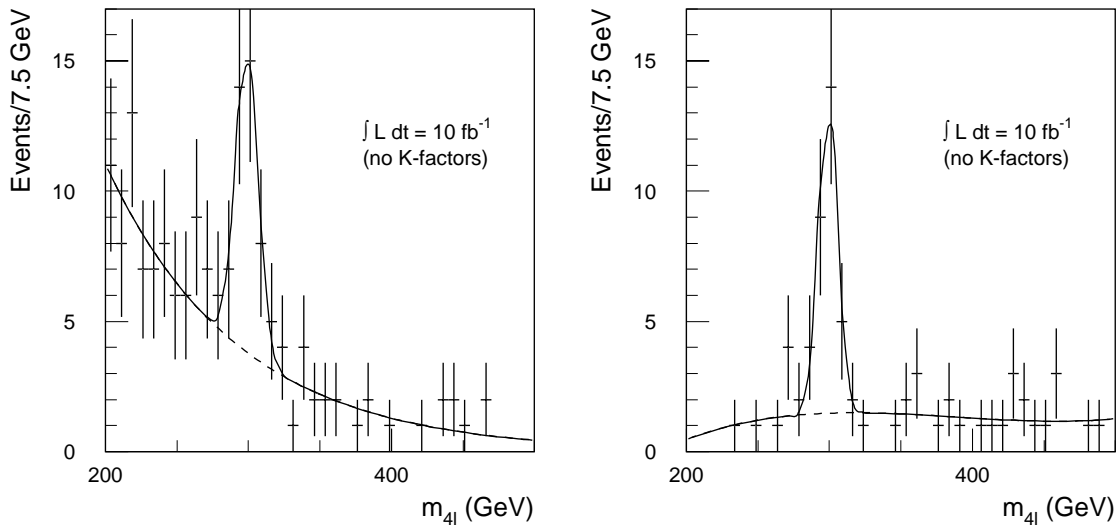 Events/7.5 GeV
15
10
5
0
∫ L dt = 10 fb⁻¹
(no K-factors)
200
400
m₄ₗ (GeV)
Events/7.5 GeV
15
10
5
0
∫ L dt = 10 fb⁻¹
(no K-factors)
200
400
m₄ₗ (GeV)